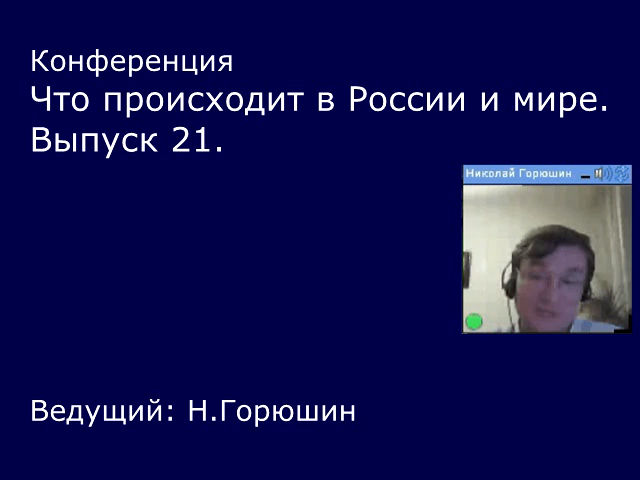 Конференция
Что происходит в России и мире.
Выпуск 21.
Николай Горюшин
Ведущий: Н.Горюшин